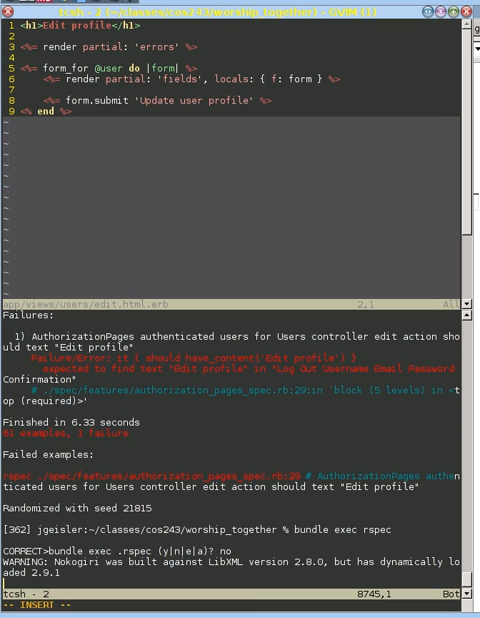 tcsh - 2 (~/classes/cos243/worship_together) - GVIM (1)
1 <h1>Edit profile</h1>
2
3 <%= render partial: 'errors' %>
4
5 <%= form_for @user do |form| %>
6 <%= render partial: 'fields', locals: { f: form } %>
7
8 <%= form.submit 'Update user profile' %>
9 <% end %>
~
~
~
~
~
~
~
~
~
~
~
~
~
~
app/views/users/edit.html.erb 2,1 All
Failures:
1) AuthorizationPages authenticated users for Users controller edit action sho
uld text "Edit profile"
Failure/Error: it { should have_content('Edit profile') }
expected to find text "Edit profile" in "Log Out Username Email Password
Confirmation"
# ./spec/features/authorization_pages_spec.rb:29:in `block (5 levels) in <t
op (required)>'
Finished in 6.33 seconds
61 examples, 1 failure
Failed examples:
rspec ./spec/features/authorization_pages_spec.rb:29 # AuthorizationPages authen
ticated users for Users controller edit action should text "Edit profile"
Randomized with seed 21815
[362] jgeisler:~/classes/cos243/worship_together % bundle exec rspec
CORRECT>bundle exec .rspec (y|n|e|a)? no
WARNING: Nokogiri was built against LibXML version 2.8.0, but has dynamically lo
aded 2.9.1
tcsh - 2 8745,1 Bot
-- INSERT --